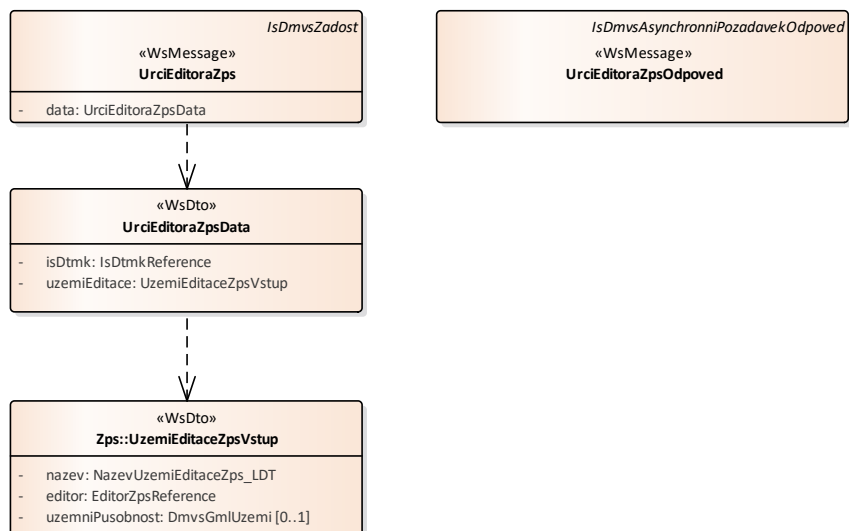 IsDmvsZadost
«WsMessage»
UrciEditoraZps
- data: UrciEditoraZpsData
IsDmvsAsynchronniPozadavekOdpoved
«WsMessage»
UrciEditoraZpsOdpoved
«WsDto»
UrciEditoraZpsData
- isDtmk: IsDtmkReference
- uzemiEditace: UzemiEditaceZpsVstup
«WsDto»
Zps::UzemiEditaceZpsVstup
- nazev: NazevUzemiEditaceZps_LDT
- editor: EditorZpsReference
- uzemniPusobnost: DmvsGmlUzemi [0..1]